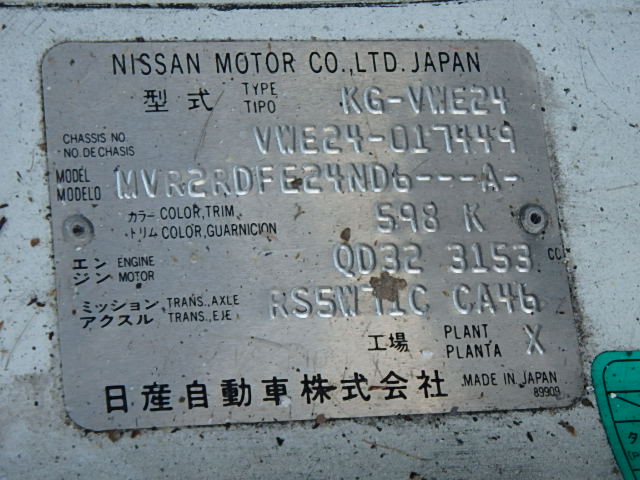 NISSAN MOTOR CO.,LTD. JAPAN
型式 TYPE TIPO KG-VWE24
CHASSIS NO. NO. DE CHASIS VWE24-017449
MODEL MODELO MVR2RDFE24ND6---A-
カラー COLOR,TRIM
・トリム COLOR,GUARNICION 598 K
エンジン ENGINE MOTOR QD32 3153 CC
ミッション TRANS.,AXLE
アクスル TRANS.,EJE RS5W71C CA46
工場 PLANT PLANTA X
日産自動車株式会社 MADE IN JAPAN
89909